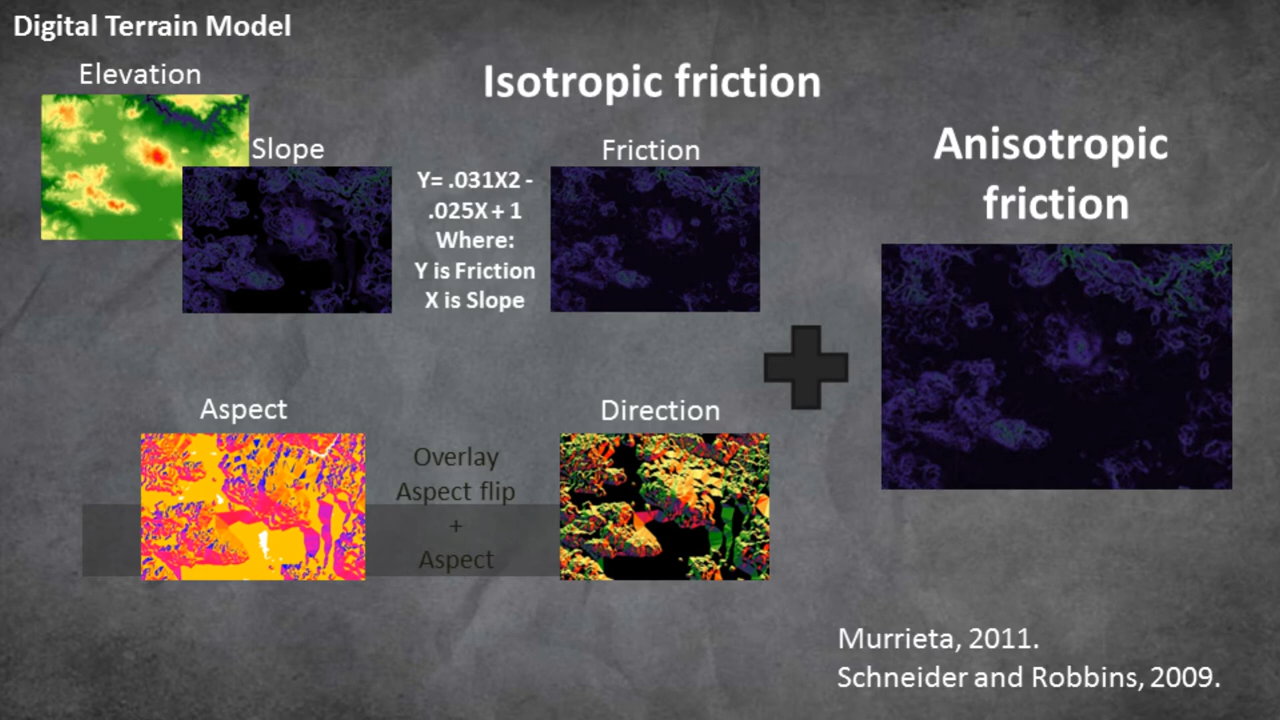 Digital Terrain Model
Elevation
Isotropic friction
Slope
Y= .031X2 -
.025X + 1
Where:
Y is Friction
X is Slope
Friction
Anisotropic
friction
Aspect
Overlay
Aspect flip
+
Aspect
Direction
Murrieta, 2011.
Schneider and Robbins, 2009.